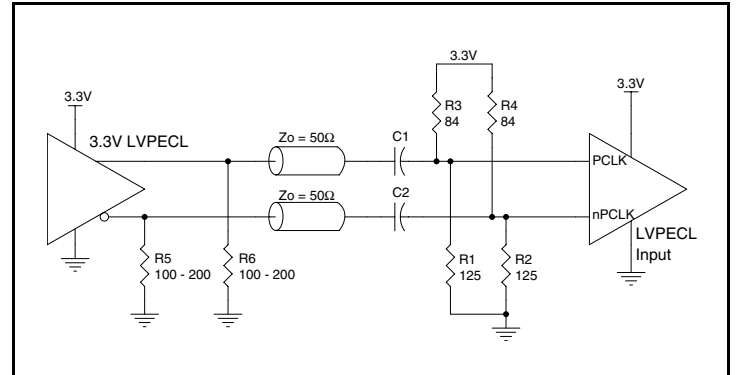 3.3V
3.3V LVPECL
R5
100 - 200
R6
100 - 200
Zo = 50Ω
Zo = 50Ω
C1
C2
3.3V
R3
84
R4
84
R1
125
R2
125
3.3V
PCLK
nPCLK
LVPECL
Input